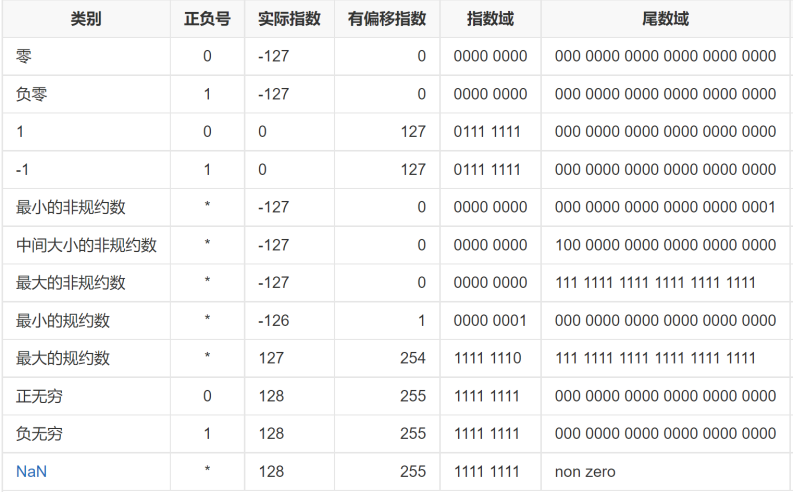 类别 正负号 实际指数 有偏移指数 指数域 尾数域
零 0 -127 0 0000 0000 000 0000 0000 0000 0000 0000
负零 1 -127 0 0000 0000 000 0000 0000 0000 0000 0000
1 0 0 127 0111 1111 000 0000 0000 0000 0000 0000
-1 1 0 127 0111 1111 000 0000 0000 0000 0000 0000
最小的非规约数 * -127 0 0000 0000 000 0000 0000 0000 0000 0001
中间大小的非规约数 * -127 0 0000 0000 100 0000 0000 0000 0000 0000
最大的非规约数 * -127 0 0000 0000 111 1111 1111 1111 1111 1111
最小的规约数 * -126 1 0000 0001 000 0000 0000 0000 0000 0000
最大的规约数 * 127 254 1111 1110 111 1111 1111 1111 1111 1111
正无穷 0 128 255 1111 1111 000 0000 0000 0000 0000 0000
负无穷 1 128 255 1111 1111 000 0000 0000 0000 0000 0000
NaN * 128 255 1111 1111 non zero